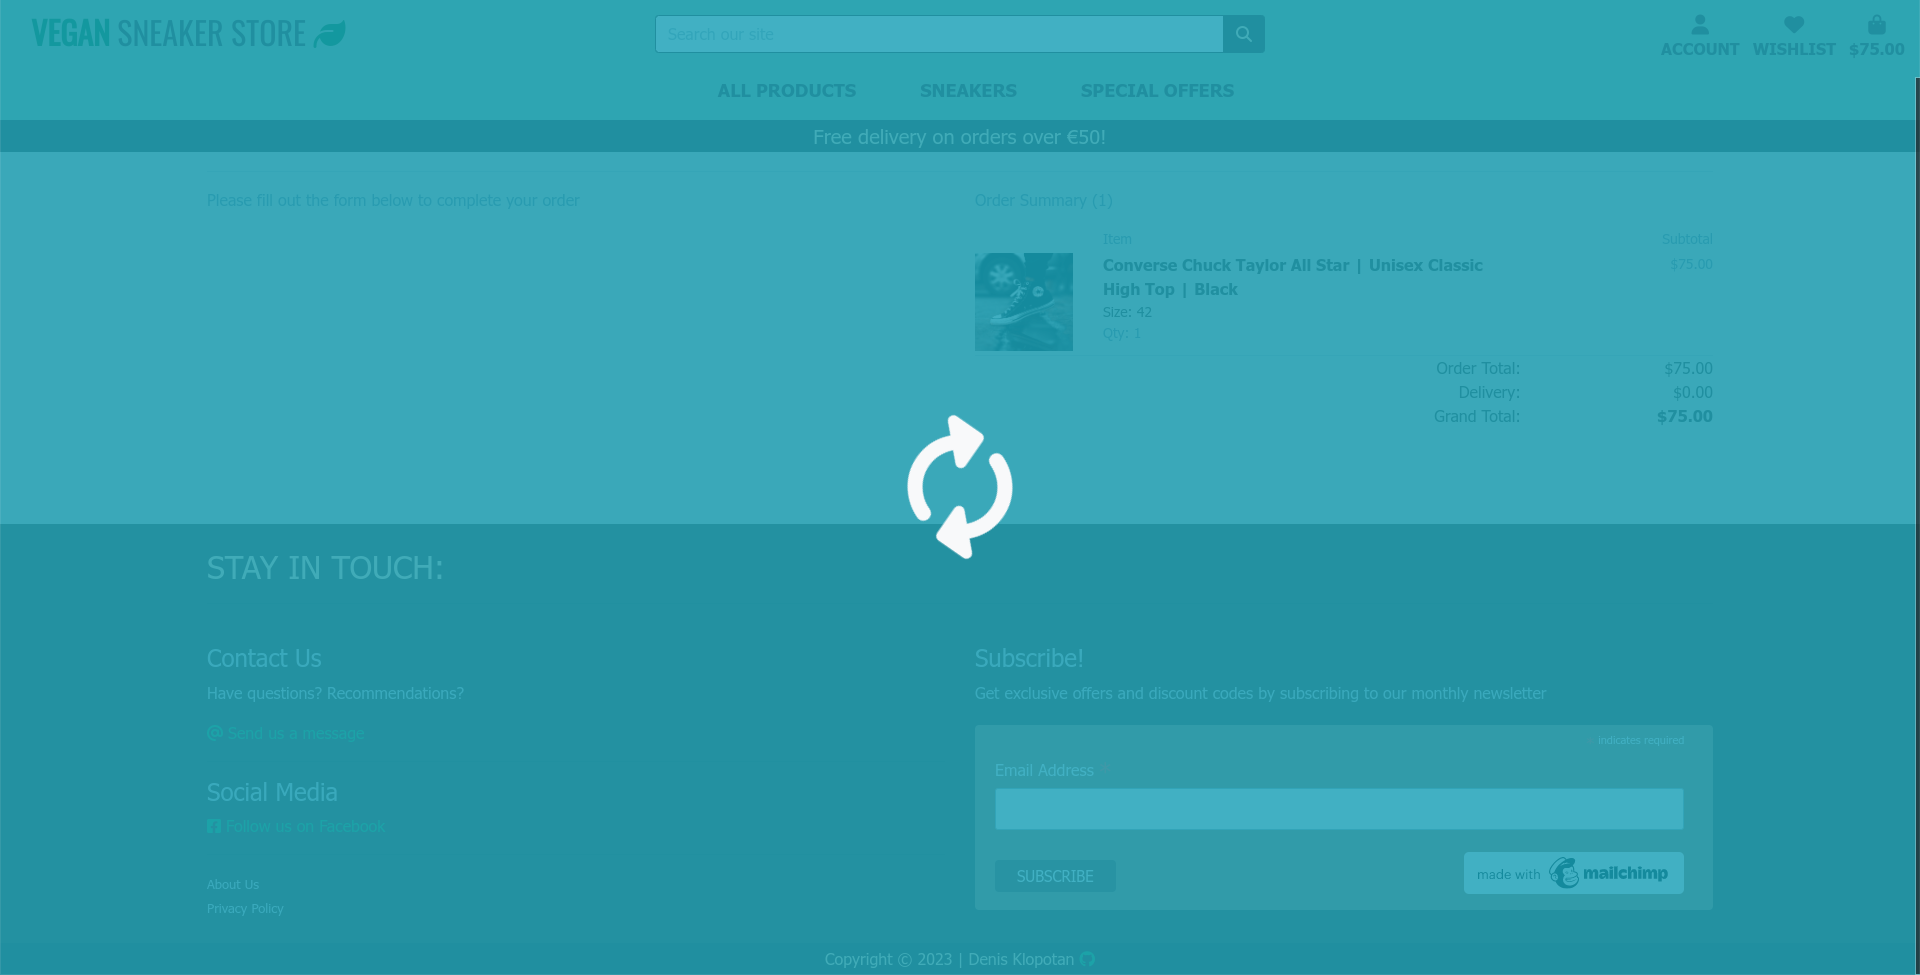 VEGAN SNEAKER STORE
Search our site
ACCOUNT WISHLIST $75.00
ALL PRODUCTS SNEAKERS SPECIAL OFFERS
Free delivery on orders over €50!
Please fill out the form below to complete your order
Order Summary (1)
Item Subtotal
Converse Chuck Taylor All Star | Unisex Classic $75.00
High Top | Black
Size: 42
Qty: 1
Order Total: $75.00
Delivery: $0.00
Grand Total: $75.00
STAY IN TOUCH:
Contact Us
Have questions? Recommendations?
Send us a message
Social Media
Follow us on Facebook
About Us
Privacy Policy
Subscribe!
Get exclusive offers and discount codes by subscribing to our monthly newsletter
* indicates required
Email Address *
SUBSCRIBE
made with mailchimp
Copyright © 2023 | Denis Klopotan